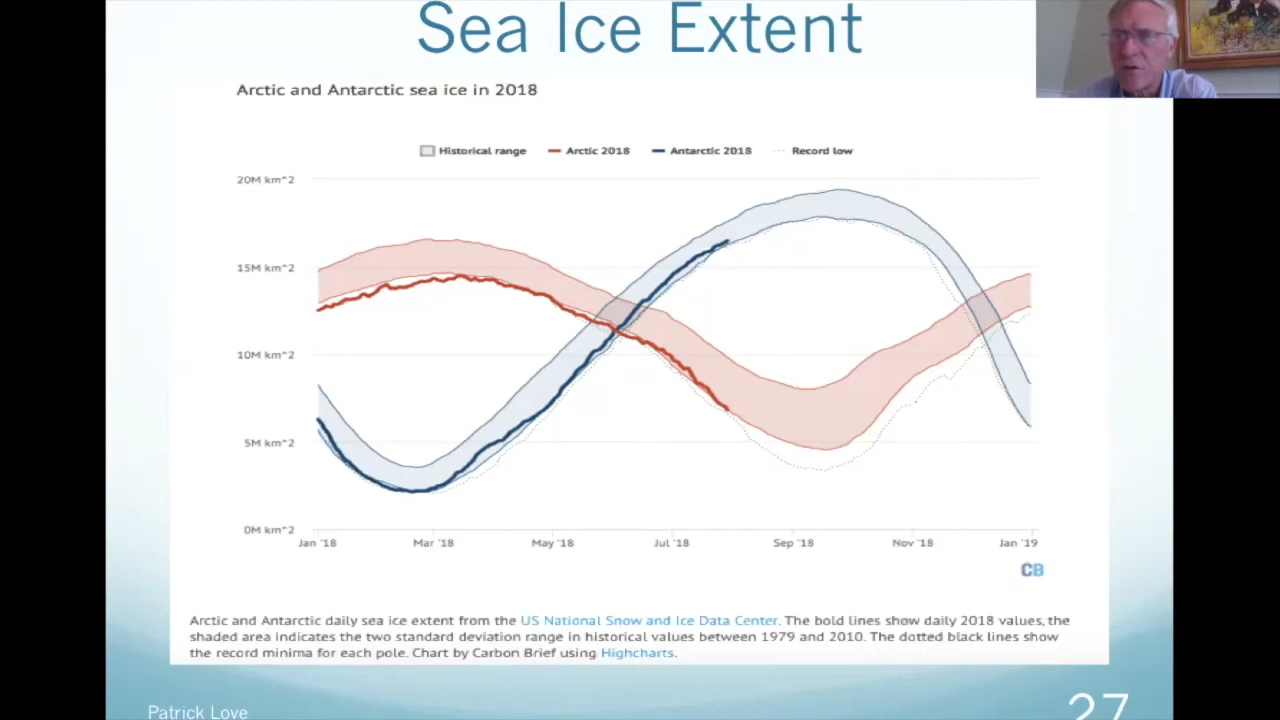 Sea Ice Extent
Arctic and Antarctic sea ice in 2018
Historical range Arctic 2018 Antarctic 2018 Record low
20M km^2
15M km^2
10M km^2
5M km^2
0M km^2
Jan '18 Mar '18 May '18 Jul '18 Sep '18 Nov '18 Jan '19
CB
Arctic and Antarctic daily sea ice extent from the US National Snow and Ice Data Center. The bold lines show daily 2018 values, the
shaded area indicates the two standard deviation range in historical values between 1979 and 2010. The dotted black lines show
the record minima for each pole. Chart by Carbon Brief using Highcharts.
Patrick Love 27